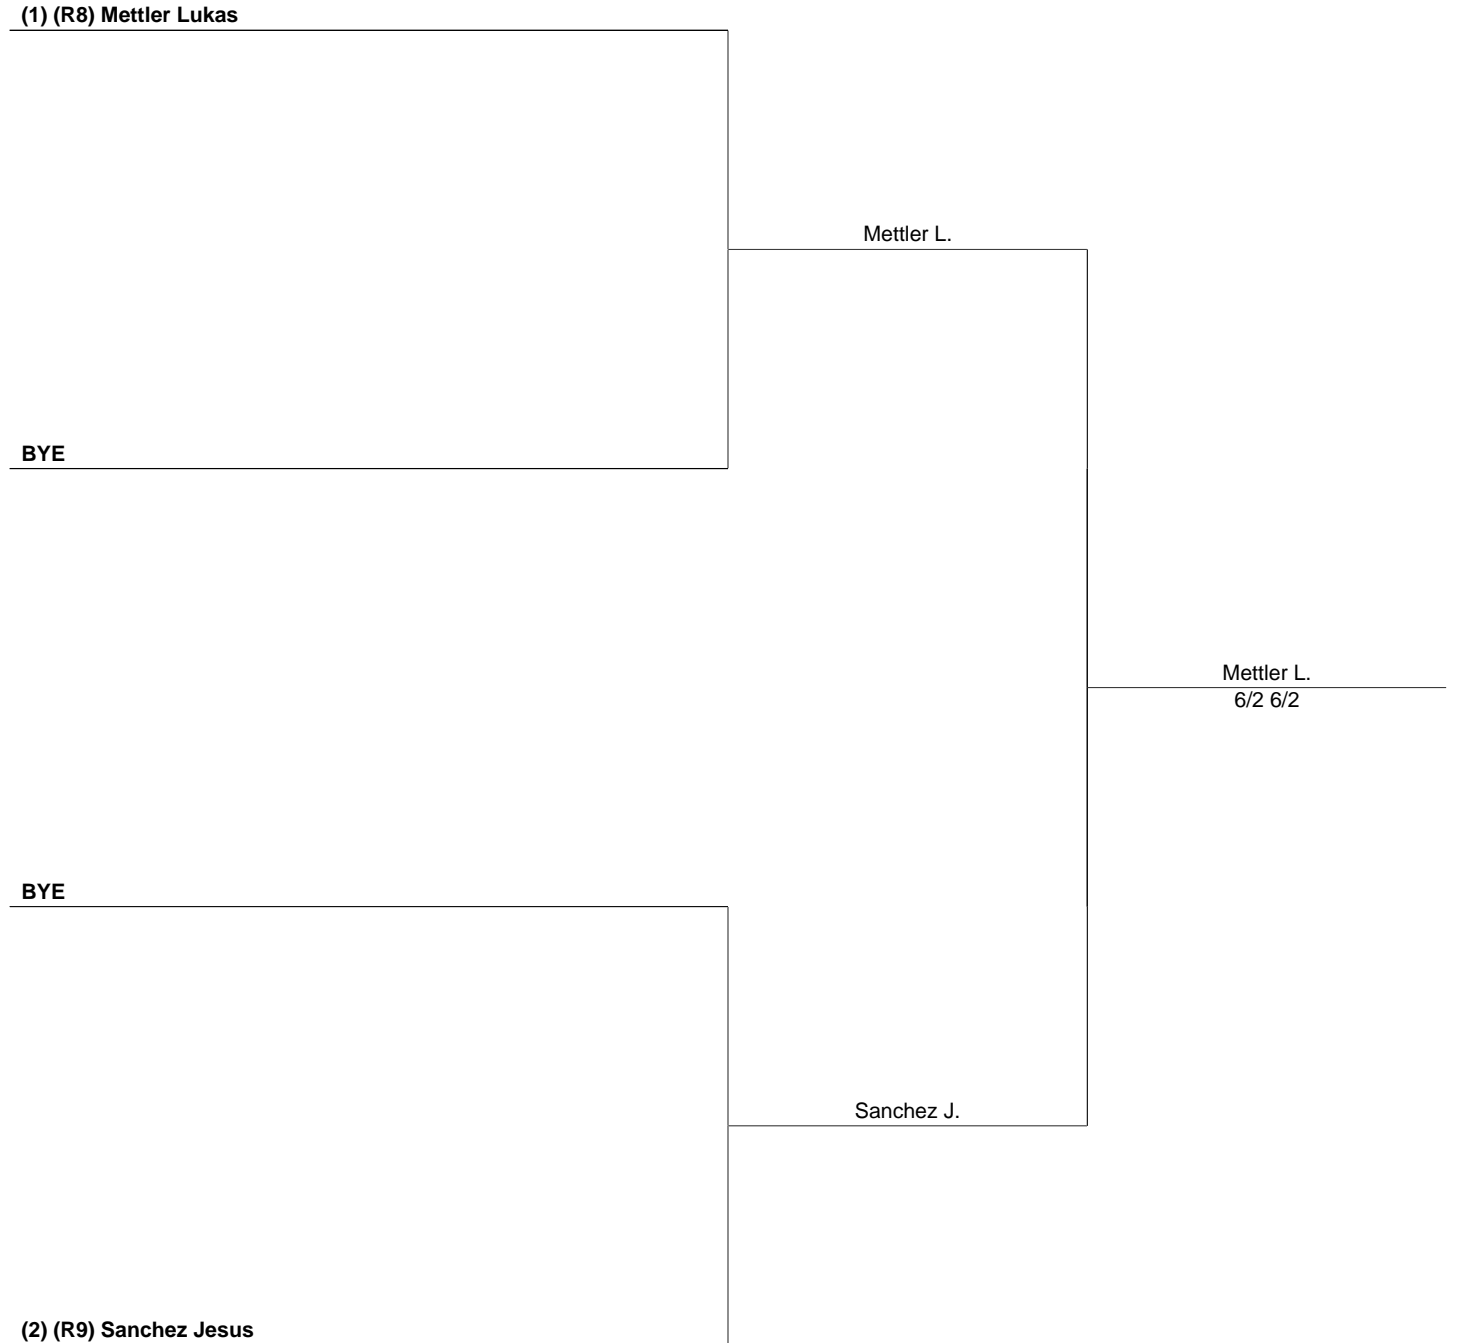 (1) (R8) Mettler Lukas
Mettler L.
BYE
Mettler L.
6/2 6/2
BYE
Sanchez J.
(2) (R9) Sanchez Jesus